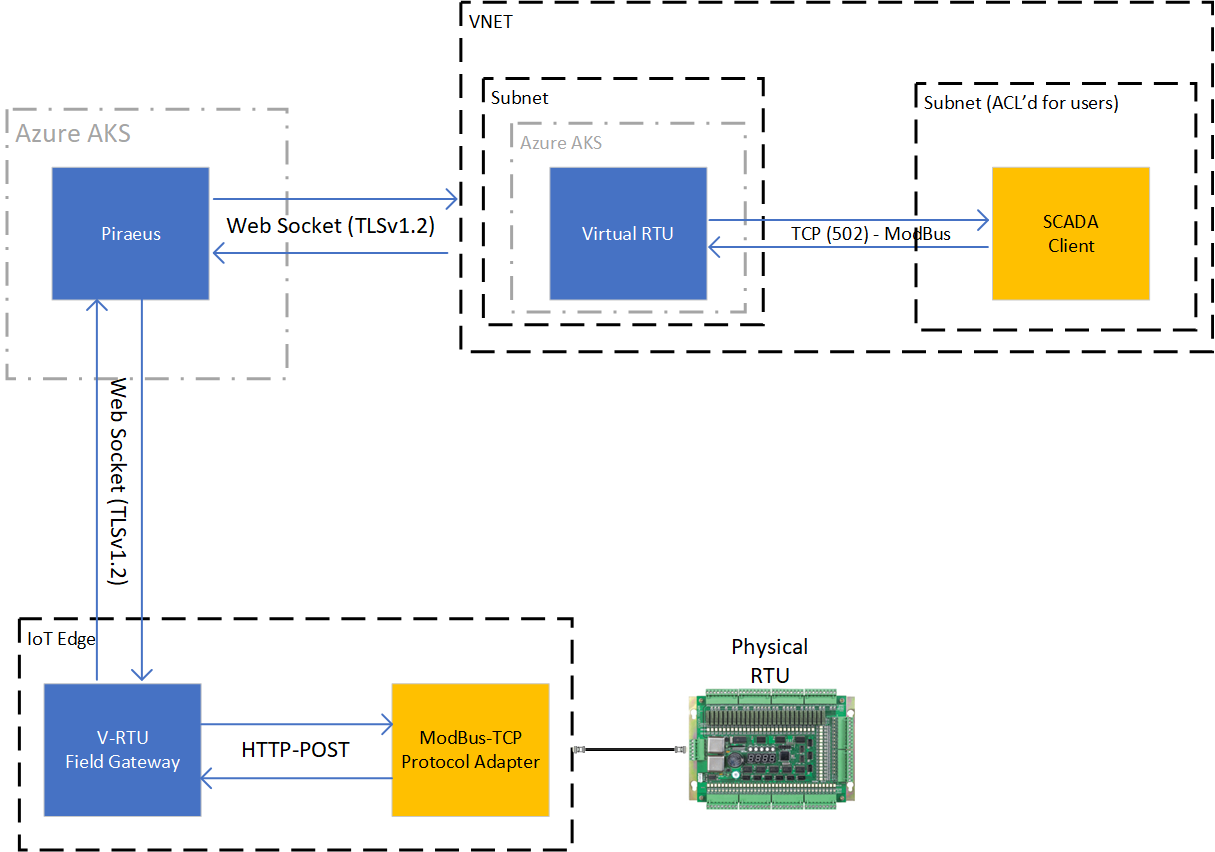 VNET
Subnet
Subnet (ACL'd for users)
Azure AKS
Azure AKS
Piraeus
Web Socket (TLSv1.2)
Virtual RTU
TCP (502) - ModBus
SCADA
Client
Web Socket (TLSv1.2)
IoT Edge
Physical
RTU
V-RTU
Field Gateway
HTTP-POST
ModBus-TCP
Protocol Adapter